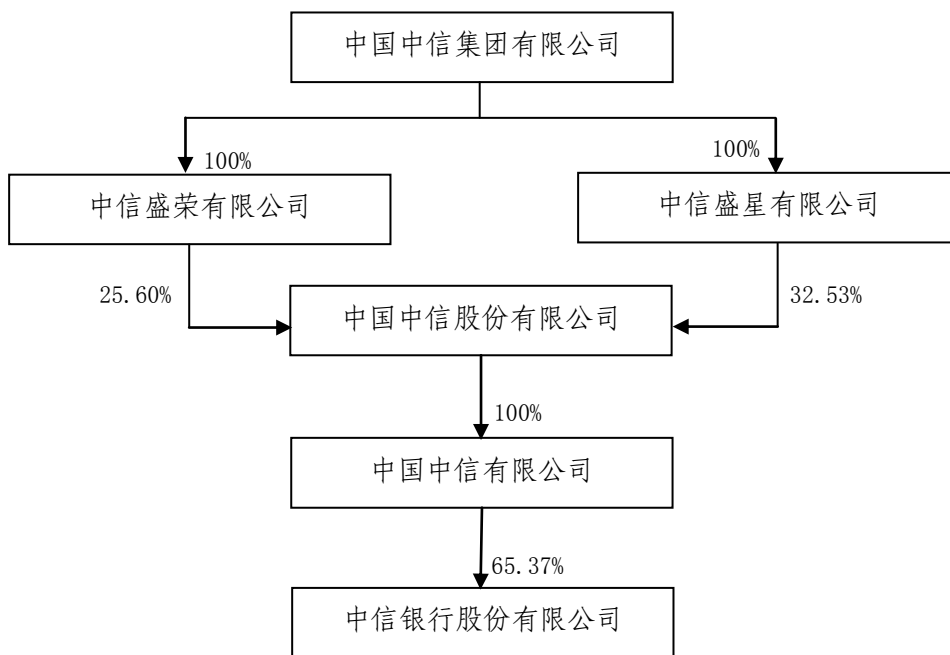 中国中信集团有限公司
100%
100%
中信盛荣有限公司
中信盛星有限公司
25.60%
32.53%
中国中信股份有限公司
100%
中国中信有限公司
65.37%
中信银行股份有限公司